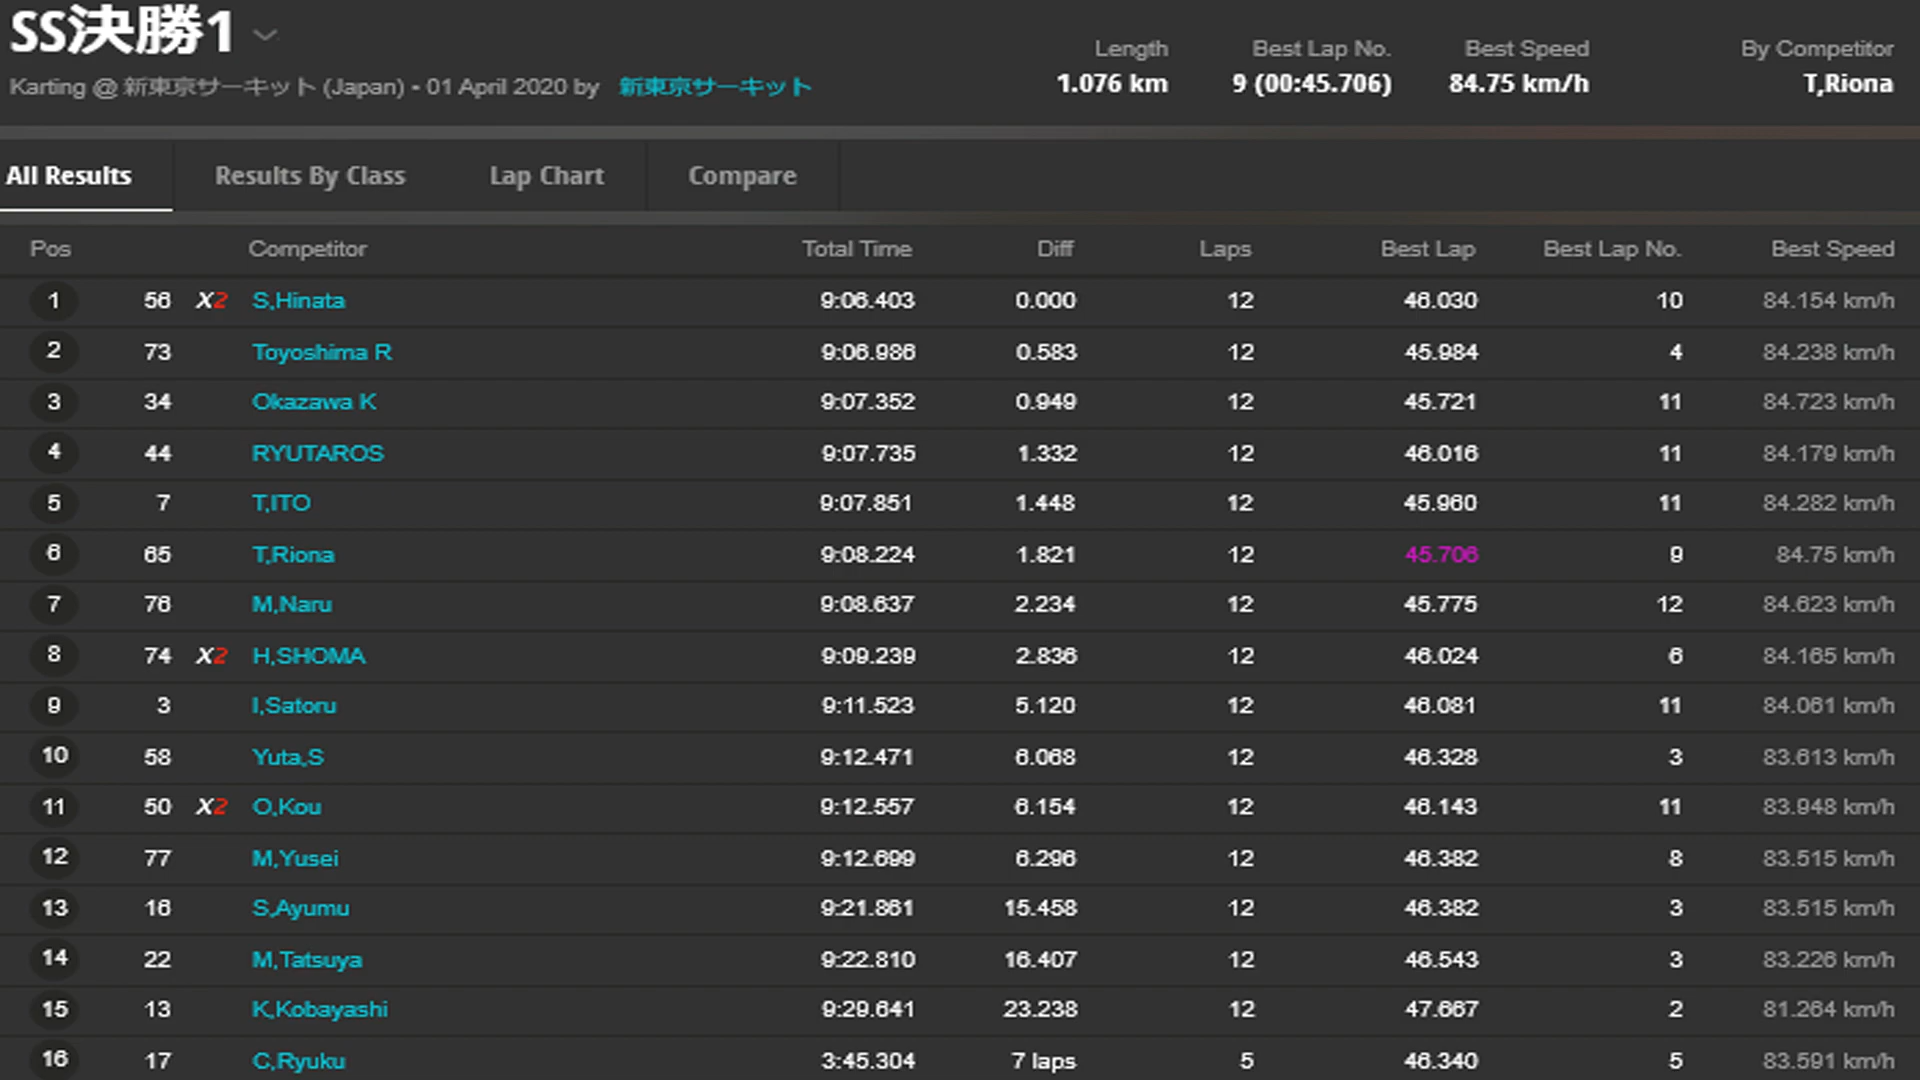 SS決勝1
Karting @ 新東京サーキット (Japan) - 01 April 2020 by 新東京サーキット
Length Best Lap No. Best Speed By Competitor
1.076 km 9 (00:45.706) 84.75 km/h T,Riona
All Results Results By Class Lap Chart Compare
Pos Competitor Total Time Diff Laps Best Lap Best Lap No. Best Speed
1 56 X2 S,Hinata 9:06.403 0.000 12 46.030 10 84.154 km/h
2 73 Toyoshima R 9:06.986 0.583 12 45.984 4 84.238 km/h
3 34 Okazawa K 9:07.352 0.949 12 45.721 11 84.723 km/h
4 44 RYUTAROS 9:07.735 1.332 12 46.016 11 84.179 km/h
5 7 T,ITO 9:07.851 1.448 12 45.960 11 84.282 km/h
6 65 T,Riona 9:08.224 1.821 12 45.706 9 84.75 km/h
7 76 M,Naru 9:08.637 2.234 12 45.775 12 84.623 km/h
8 74 X2 H,SHOMA 9:09.239 2.836 12 46.024 6 84.165 km/h
9 3 I,Satoru 9:11.523 5.120 12 46.081 11 84.061 km/h
10 58 Yuta,S 9:12.471 6.068 12 46.328 3 83.613 km/h
11 50 X2 O,Kou 9:12.557 6.154 12 46.143 11 83.948 km/h
12 77 M,Yusei 9:12.699 6.296 12 46.382 8 83.515 km/h
13 16 S,Ayumu 9:21.861 15.458 12 46.382 3 83.515 km/h
14 22 M,Tatsuya 9:22.810 16.407 12 46.543 3 83.226 km/h
15 13 K,Kobayashi 9:29.641 23.238 12 47.667 2 81.264 km/h
16 17 C,Ryuku 3:45.304 7 laps 5 46.340 5 83.591 km/h